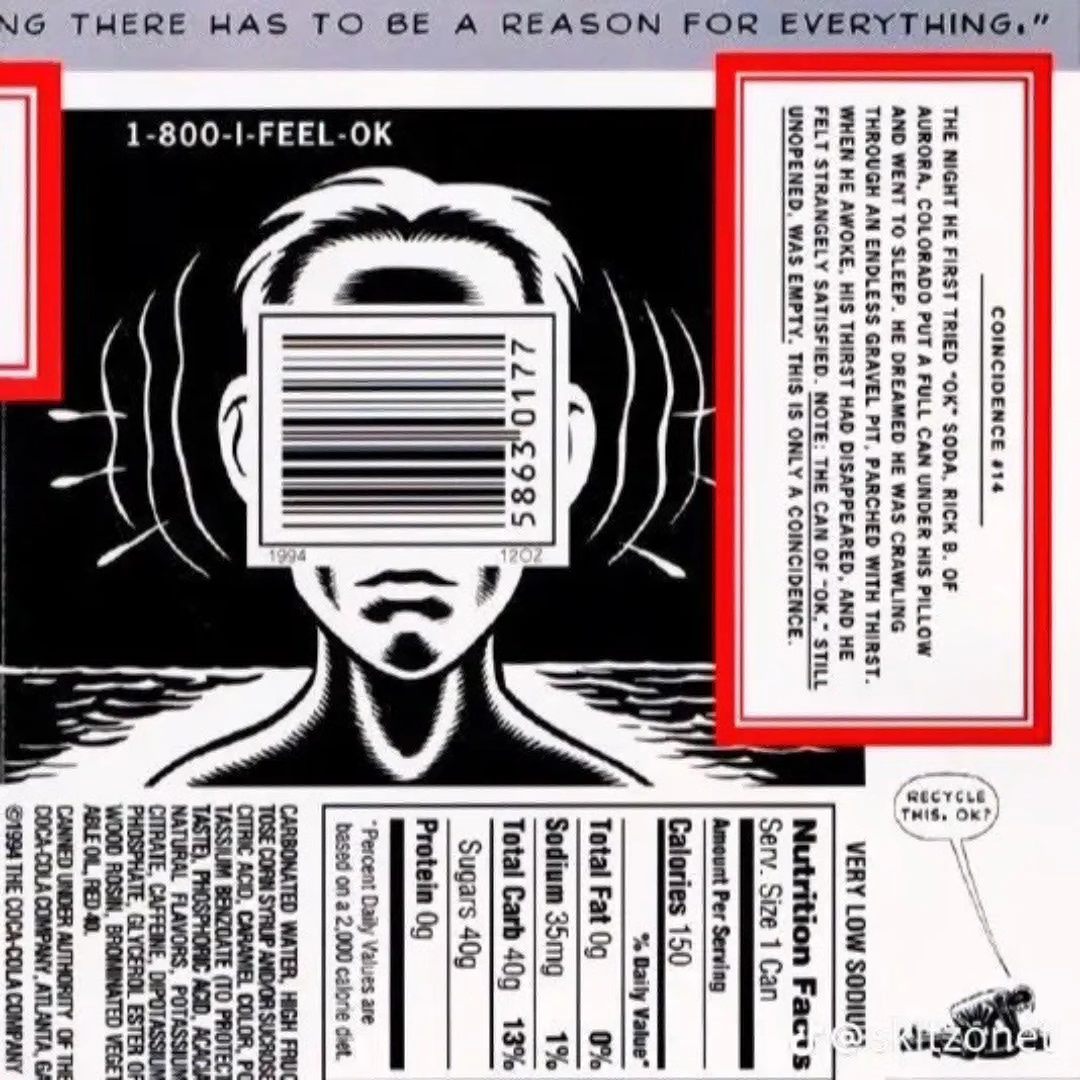 NG THERE HAS TO BE A REASON FOR EVERYTHING."
1-800-I-FEEL-OK
77103017
5863
1994
12OZ
COINCIDENCE #14
THE NIGHT HE FIRST TRIED "OK" SODA, RICK B. OF
AURORA, COLORADO PUT A FULL CAN UNDER HIS PILLOW
AND WENT TO SLEEP. HE DREAMED HE WAS CRAWLING
THROUGH AN ENDLESS GRAVEL PIT, PARCHED WITH THIRST.
WHEN HE AWOKE, HIS THIRST HAD DISAPPEARED, AND HE
FELT STRANGELY SATISFIED. NOTE: THE CAN OF "OK," STILL
UNOPENED, WAS EMPTY. THIS IS ONLY A COINCIDENCE.
RECYCLE
THIS. OK?
VERY LOW SODIU
Nutrition Facts
Serv. Size 1 Can
Amount Per Serving
Calories 150
% Daily Value*
Total Fat 0g 0%
Sodium 35mg 1%
Total Carb 40g 13%
Sugars 40g
Protein 0g
*Percent Daily Values are
based on a 2,000 calorie diet.
CARBONATED WATER, HIGH FRUC
TOSE CORN SYRUP AND/OR SUCROSE
CITRIC ACID, CARAMEL COLOR, PO
TASSIUM BENZOATE (TO PROTECT
TASTE), PHOSPHORIC ACID, ACACIA
NATURAL FLAVORS, POTASSIUM
CITRATE, CAFFEINE, DIPOTASSIUM
PHOSPHATE, GLYCEROL ESTER OF
WOOD ROSIN, BROMINATED VEGET
ABLE OIL, RED 40.
CANNED UNDER AUTHORITY OF THE
COCA-COLA COMPANY, ATLANTA, GA
©1994 THE COCA-COLA COMPANY
@skitzonet